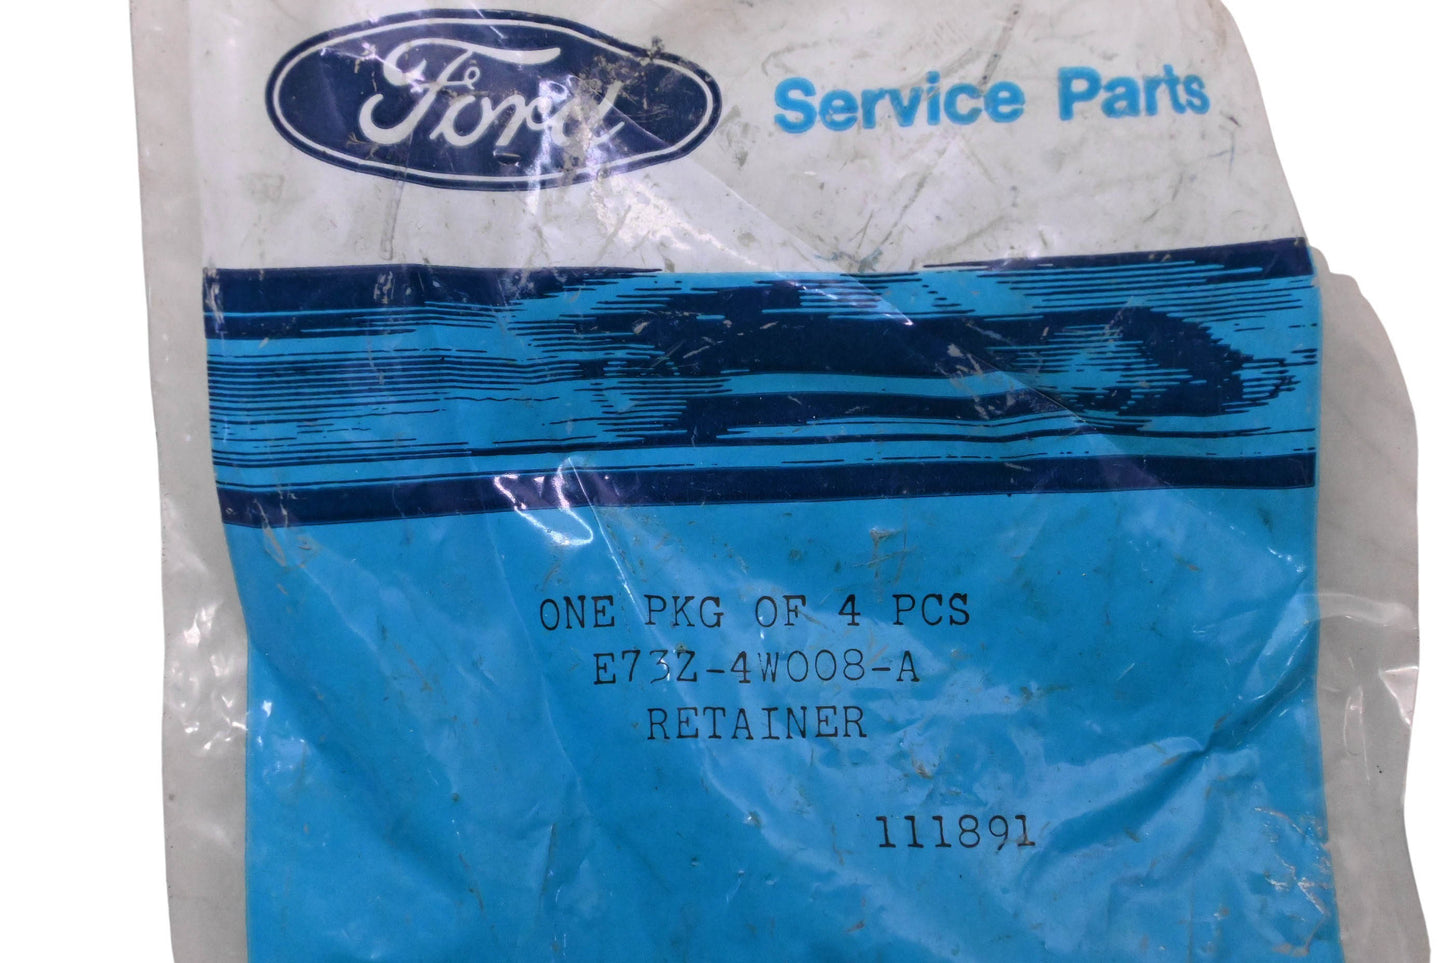 Ford Service Parts
ONE PKG OF 4 PCS
E73Z-4W008-A
RETAINER
111891